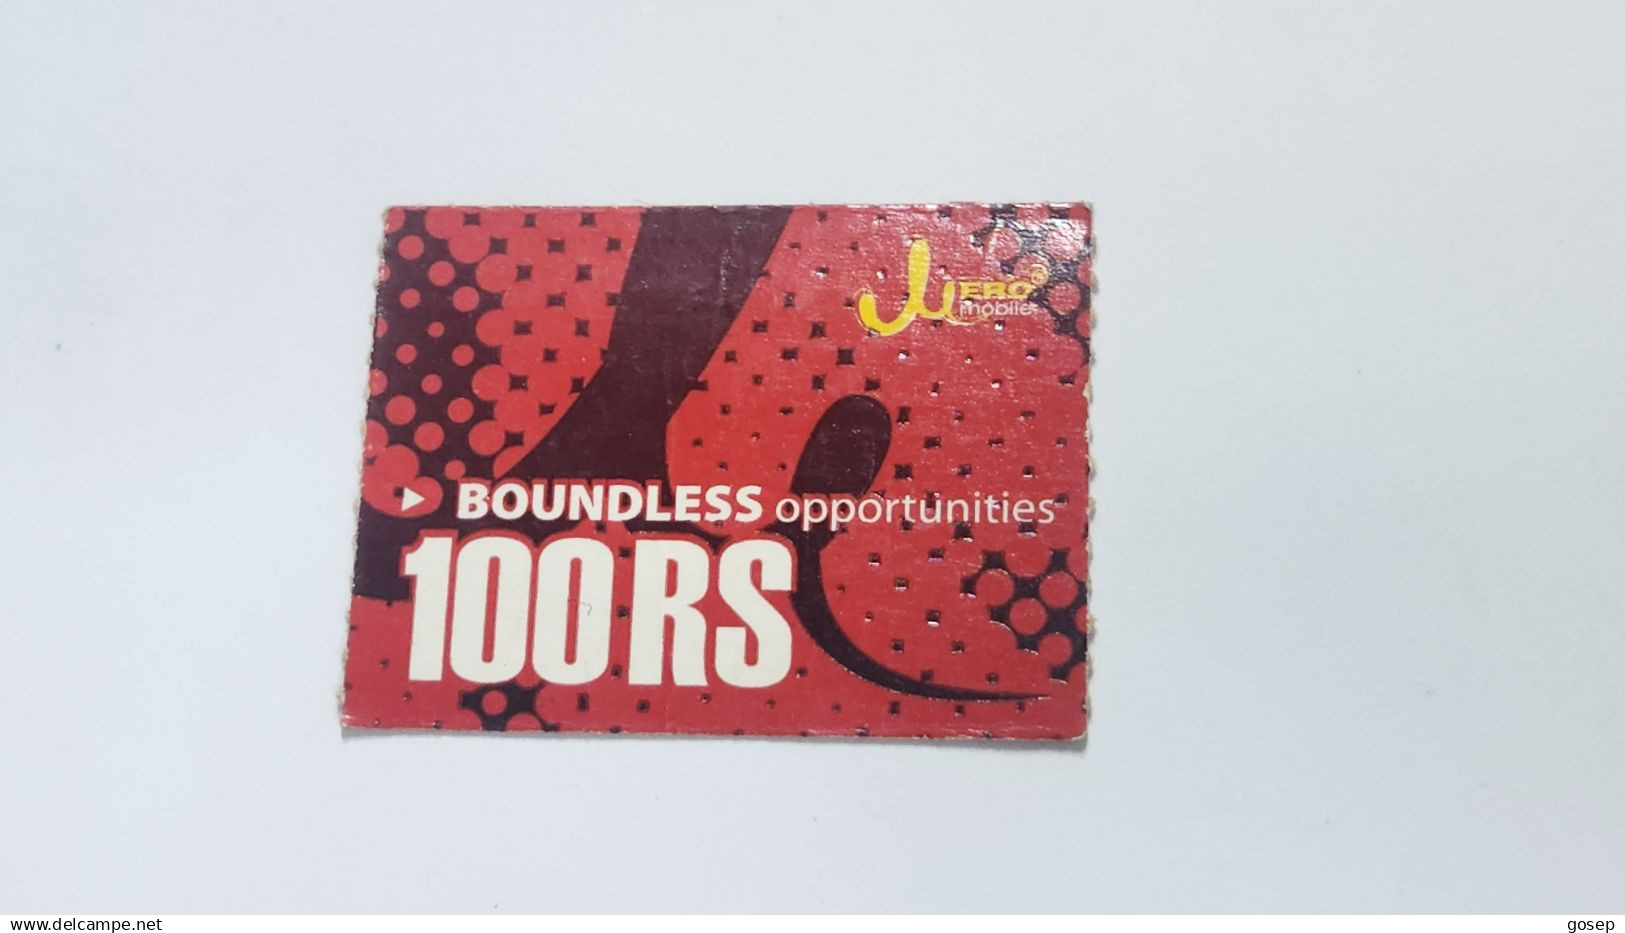 MERO
mobile
BOUNDLESS opportunities
100RS
www.delcampe.net
gosep